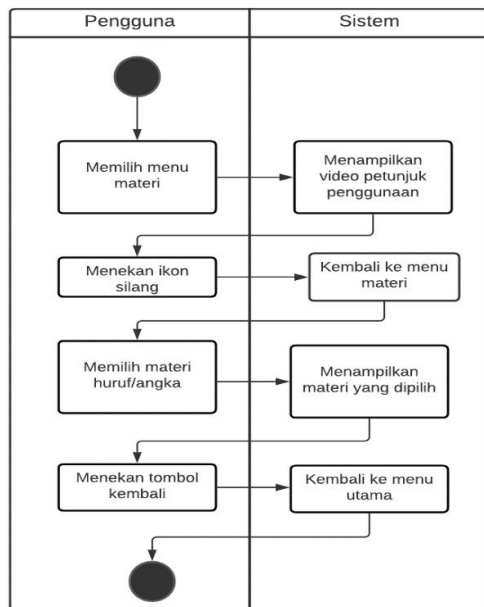 Pengguna
Sistem
Memilih menu
materi
Menampilkan
video petunjuk
penggunaan
Menekan ikon
silang
Kembali ke menu
materi
Memilih materi
huruf/angka
Menampilkan
materi yang dipilih
Menekan tombol
kembali
Kembali ke menu
utama